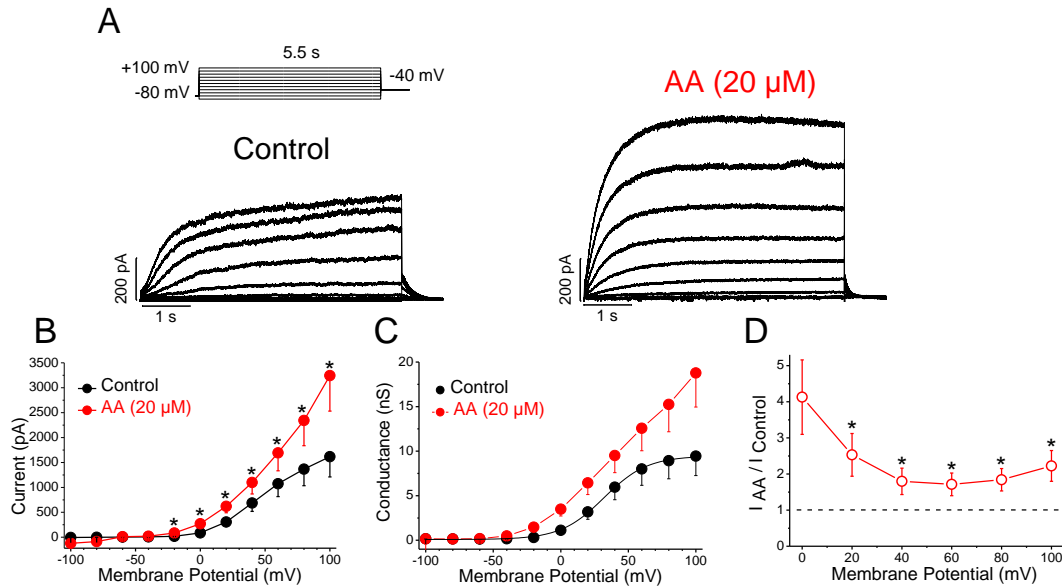 A
5.5 s
+100 mV
-40 mV
-80 mV
Control
AA (20 µM)
200 pA
1 s
200 pA
1 s
B
3500
3000
2500
2000
1500
1000
500
0
Current (pA)
-100
-50
0
50
100
Membrane Potential (mV)
Control
AA (20 µM)
* * * * * * *
C
20
15
10
5
0
Conductance (nS)
-100
-50
0
50
100
Membrane Potential (mV)
Control
AA (20 µM)
D
5
4
3
2
1
0
I AA / I Control
0
20
40
60
80
100
Membrane Potential (mV)
* * * * *